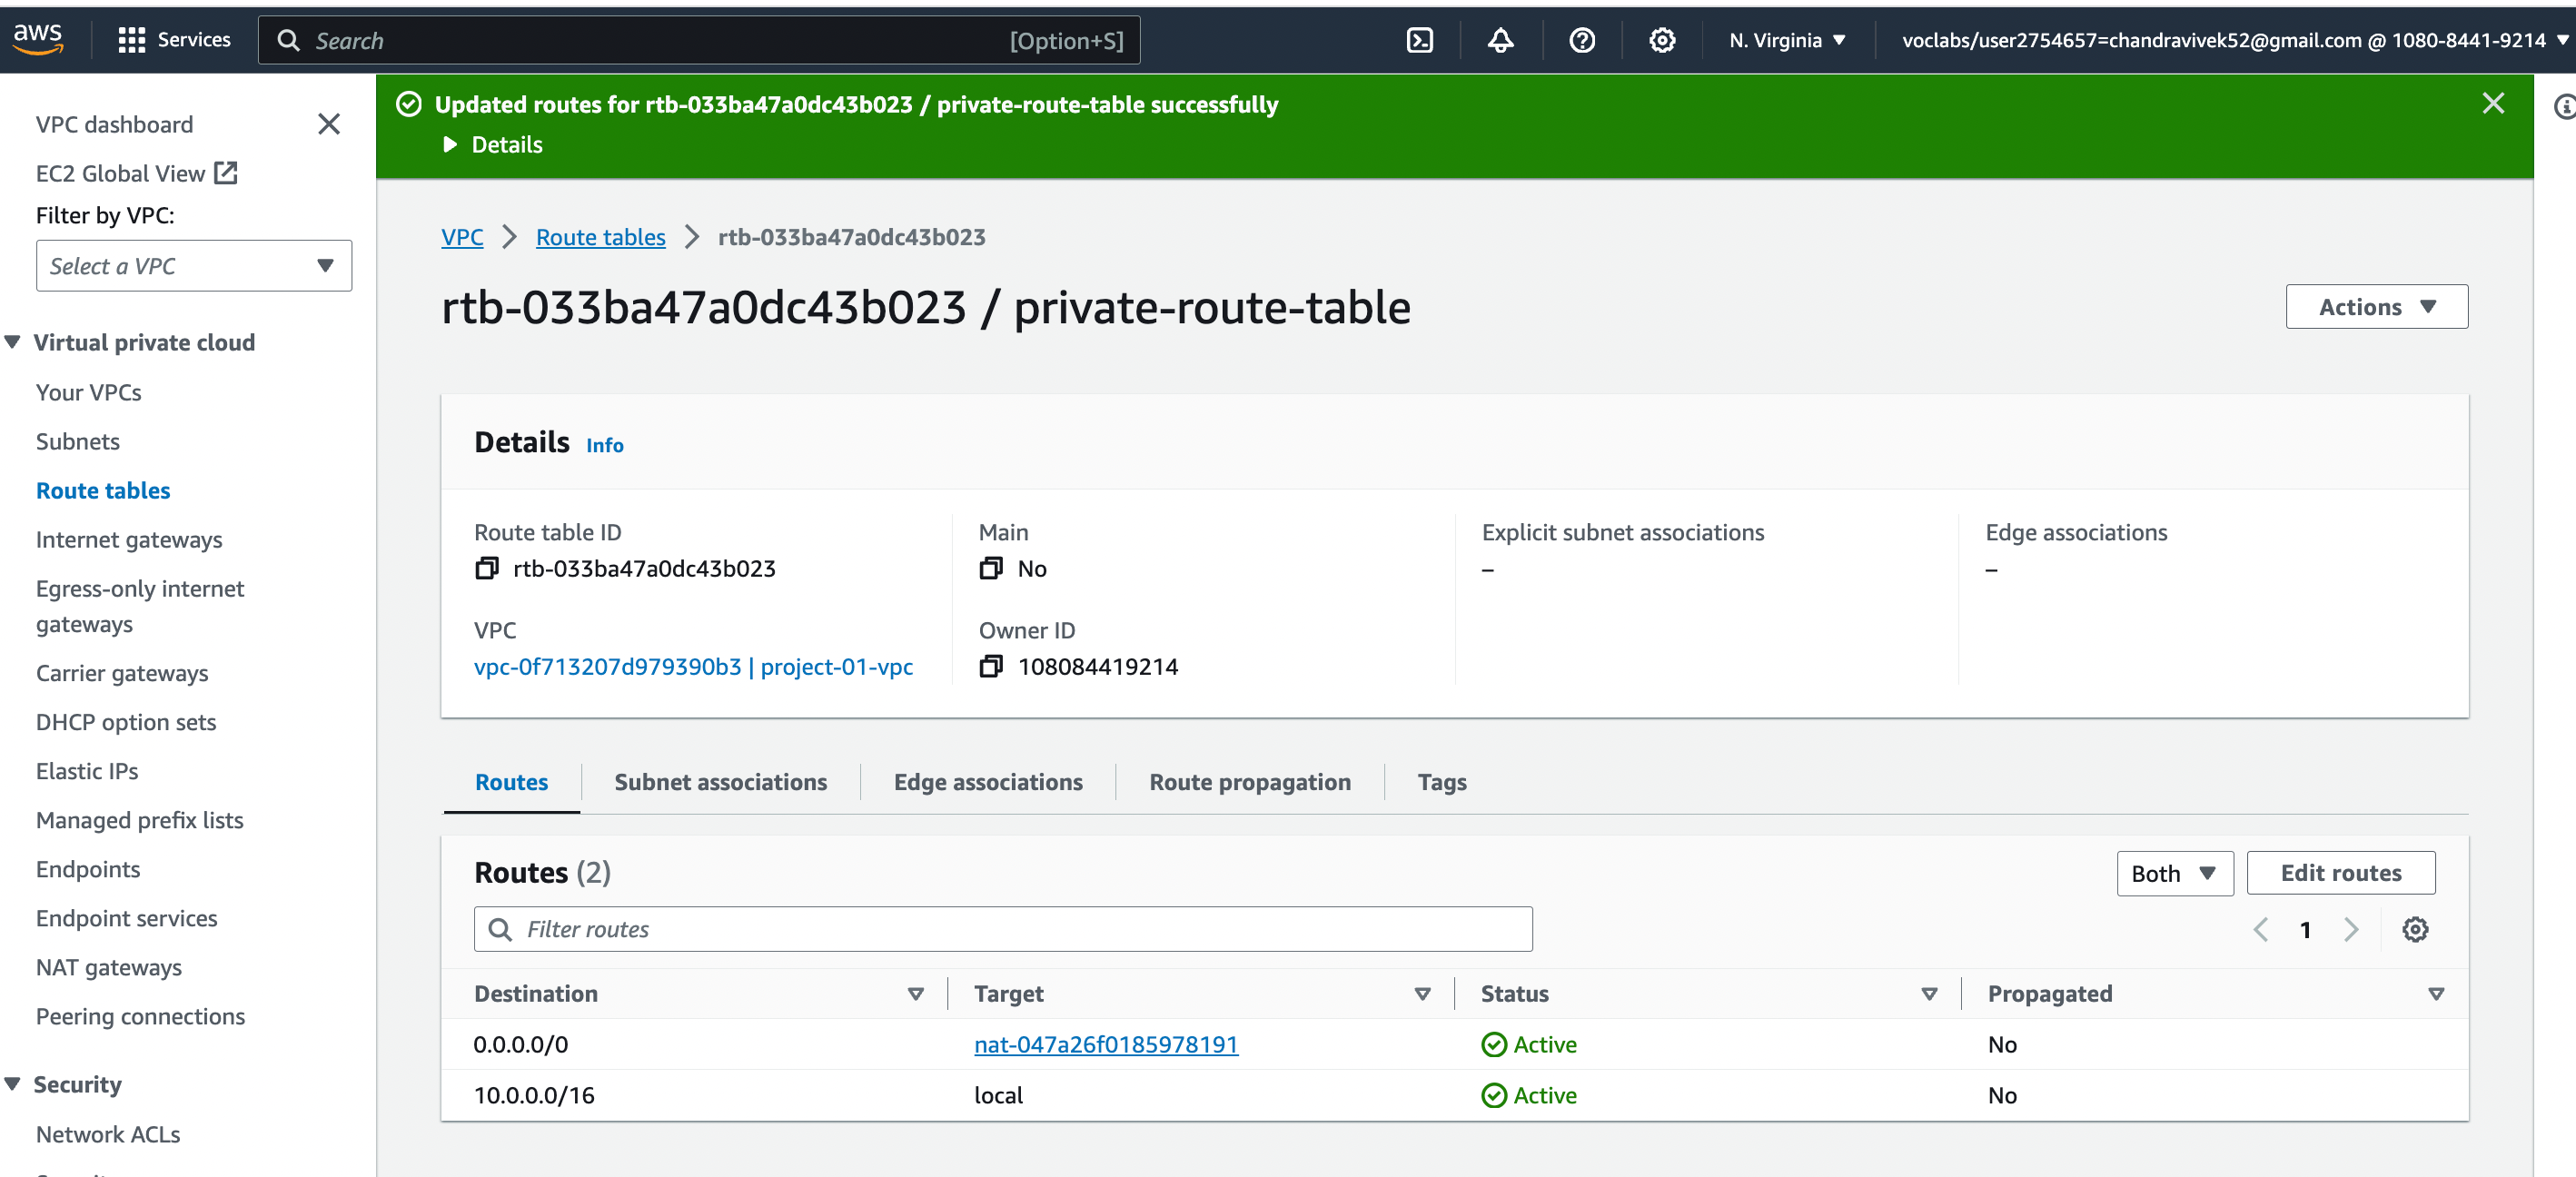 aws
Services
Search
[Option+S]
N. Virginia
voclabs/user2754657=chandravivek52@gmail.com @ 1080-8441-9214
VPC dashboard
EC2 Global View
Filter by VPC:
Select a VPC
Virtual private cloud
Your VPCs
Subnets
Route tables
Internet gateways
Egress-only internet
gateways
Carrier gateways
DHCP option sets
Elastic IPs
Managed prefix lists
Endpoints
Endpoint services
NAT gateways
Peering connections
Security
Network ACLs
Updated routes for rtb-033ba47a0dc43b023 / private-route-table successfully
Details
VPC
Route tables
rtb-033ba47a0dc43b023
rtb-033ba47a0dc43b023 / private-route-table
Actions
Details Info
Route table ID
rtb-033ba47a0dc43b023
Main
No
Explicit subnet associations
–
Edge associations
–
VPC
vpc-0f713207d979390b3 | project-01-vpc
Owner ID
108084419214
Routes
Subnet associations
Edge associations
Route propagation
Tags
Routes (2)
Both
Edit routes
Filter routes
1
Destination Target Status Propagated
0.0.0.0/0 nat-047a26f0185978191 Active No
10.0.0.0/16 local Active No